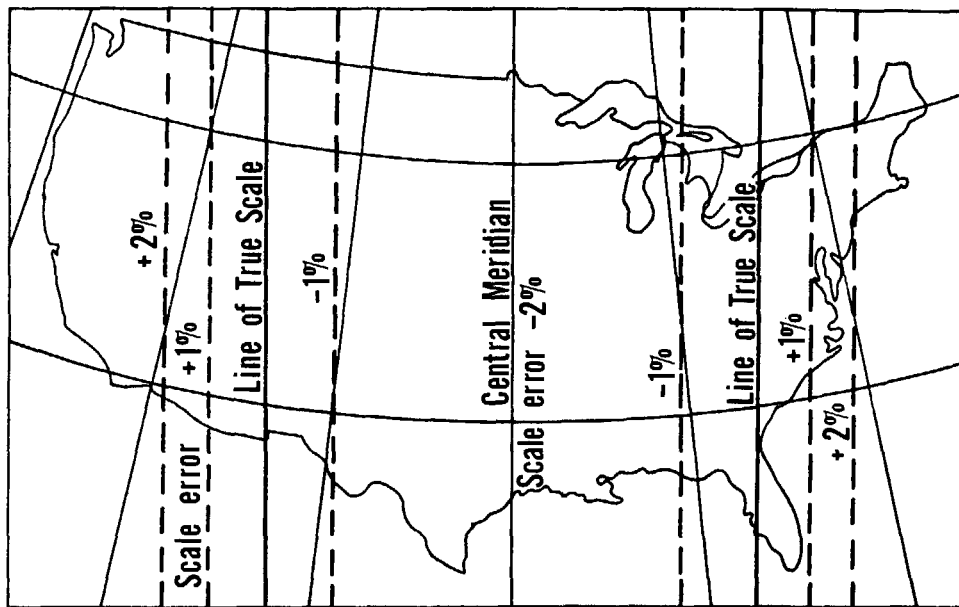 +2%
+1%
Scale error
Line of True Scale
-1%
Central Meridian
Scale error -2%
-1%
Line of True Scale
+1%
+2%